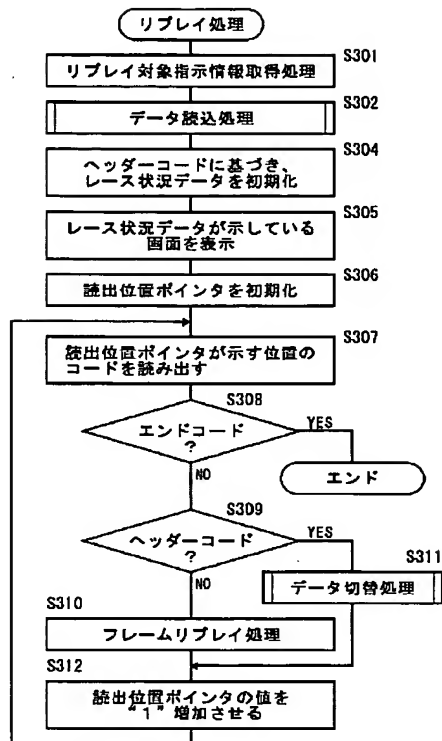 リプレイ処理
S301
リプレイ対象指示情報取得処理
S302
データ読込処理
S304
ヘッダーコードに基づき、
レース状況データを初期化
S305
レース状況データが示している
画面を表示
S306
読出位置ポインタを初期化
S307
読出位置ポインタが示す位置の
コードを読み出す
S308
エンドコード
?
YES
NO
エンド
S309
ヘッダーコード
?
YES
NO
S311
データ切替処理
S310
フレームリプレイ処理
S312
読出位置ポインタの値を
“1”増加させる